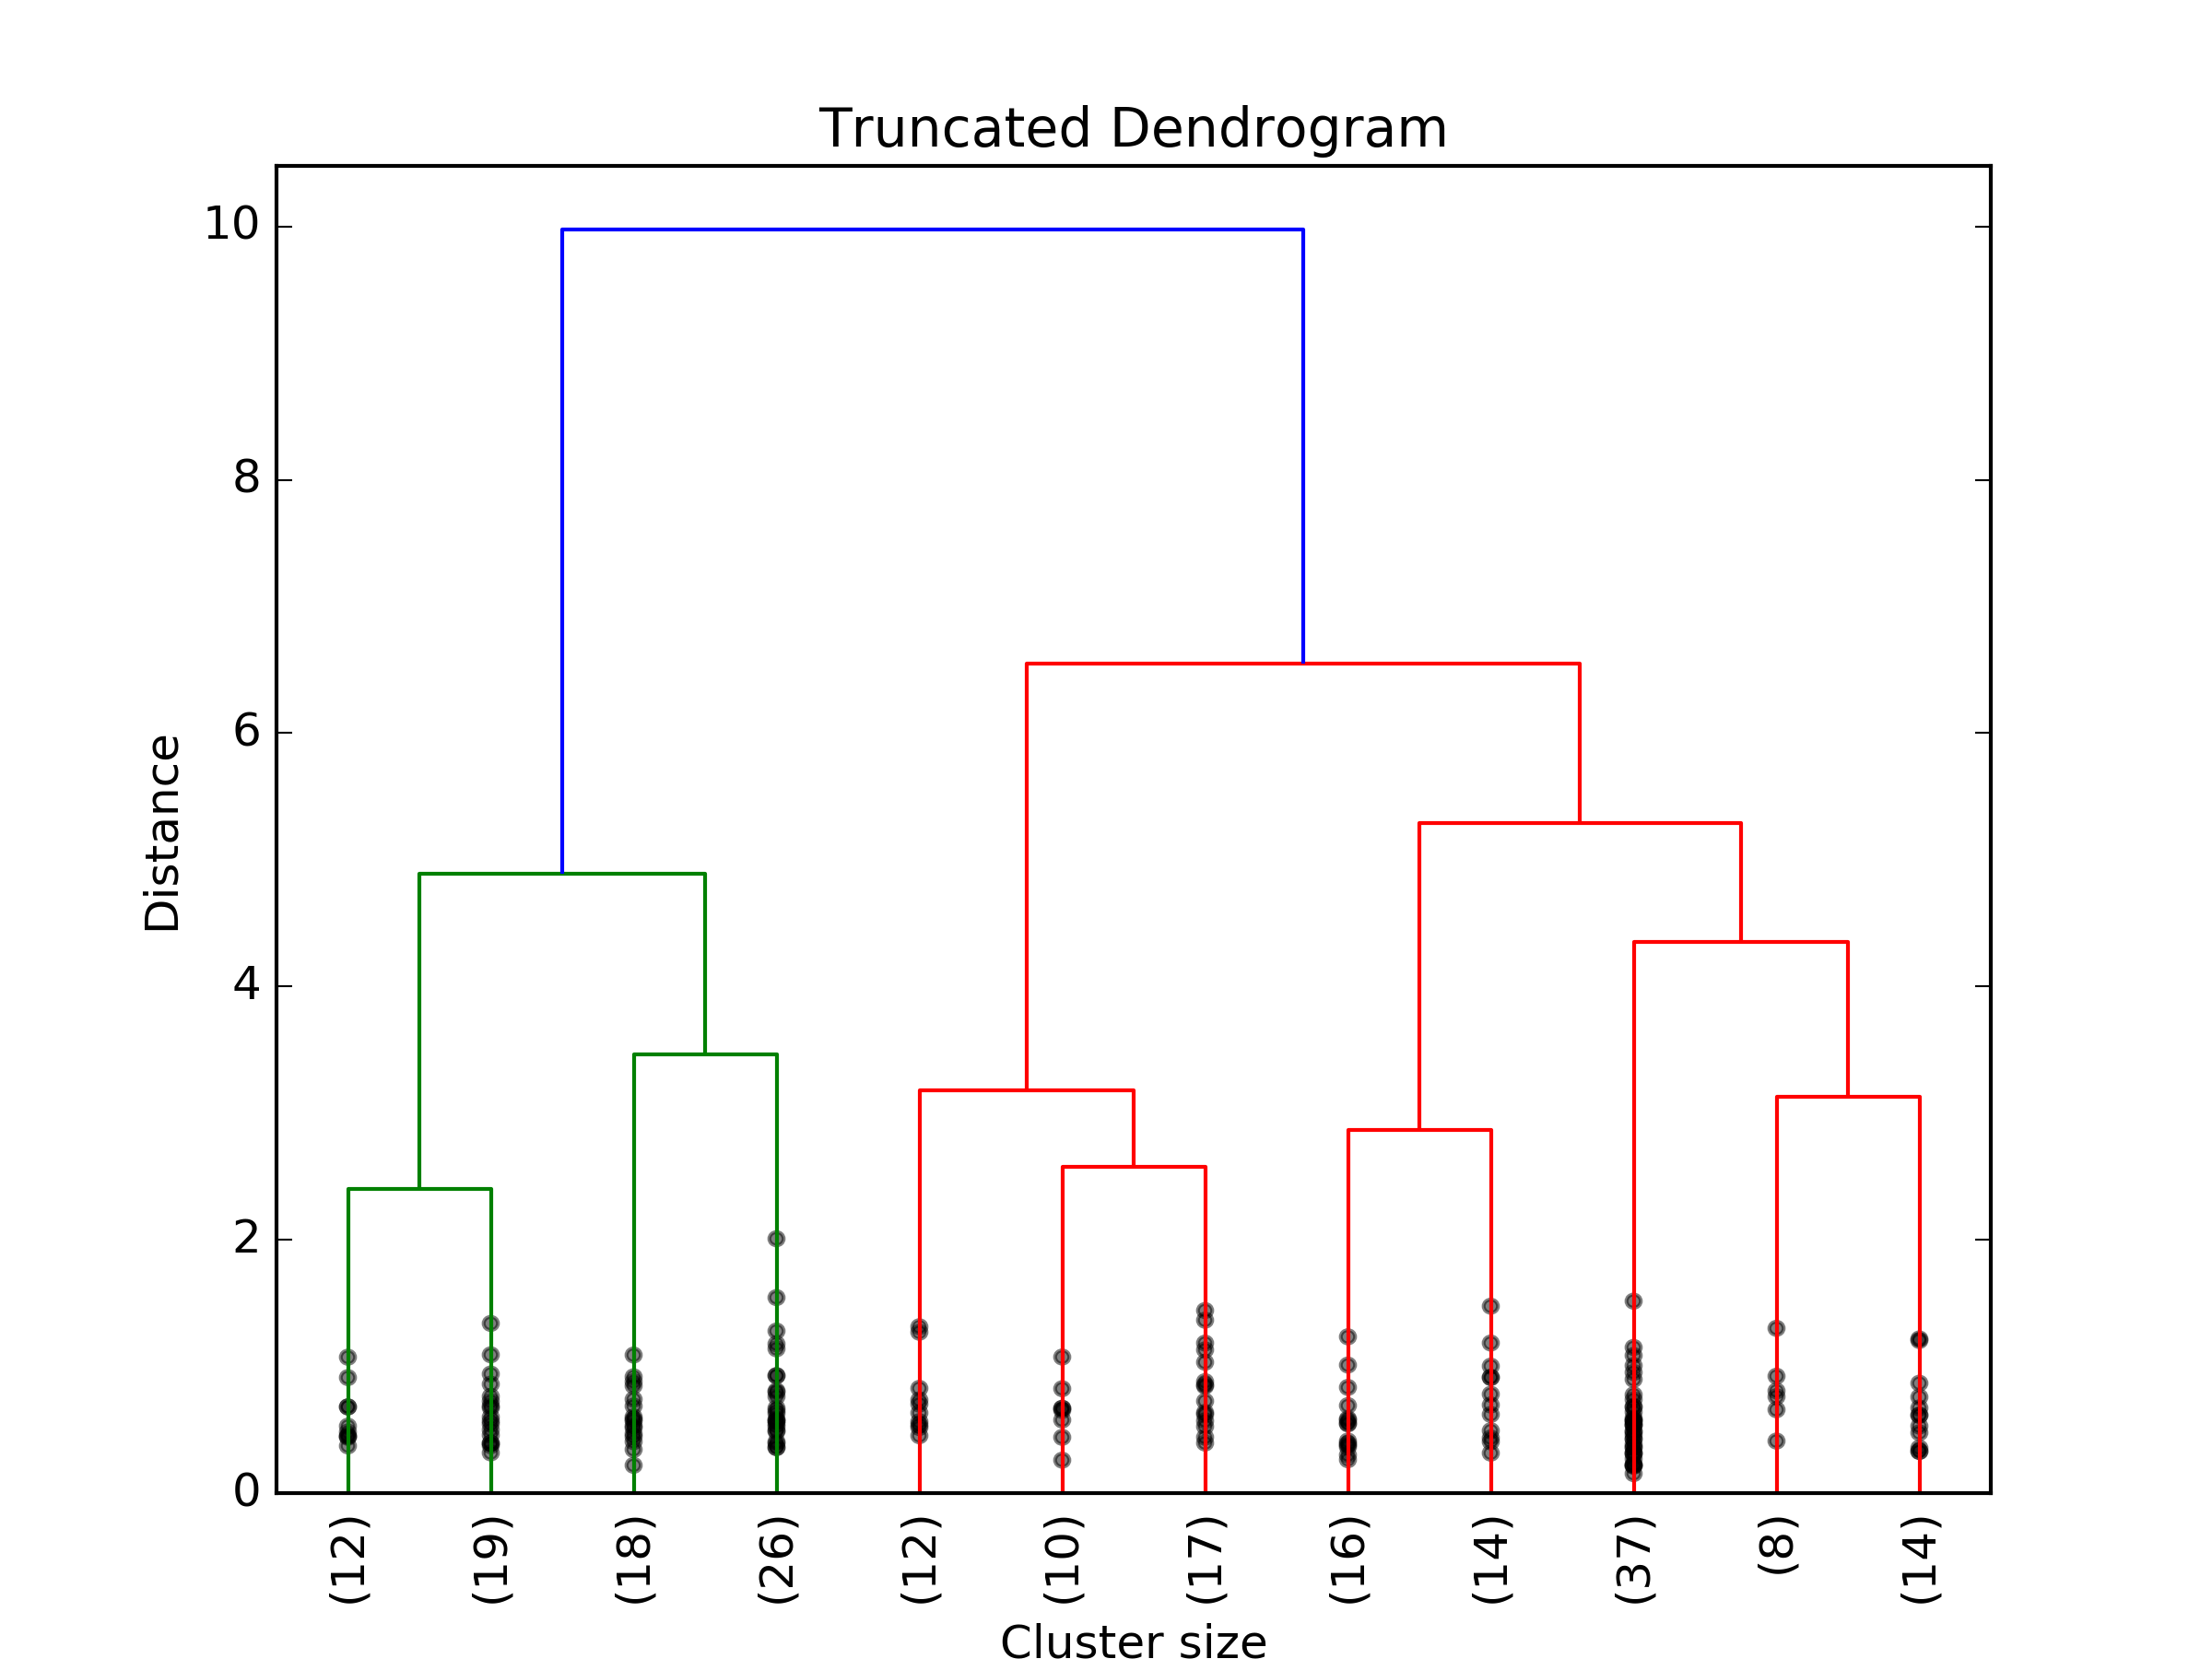 Truncated Dendrogram
10
8
6
4
2
0
Distance
(12) (19) (18) (26) (12) (10) (17) (16) (14) (37) (8) (14)
Cluster size